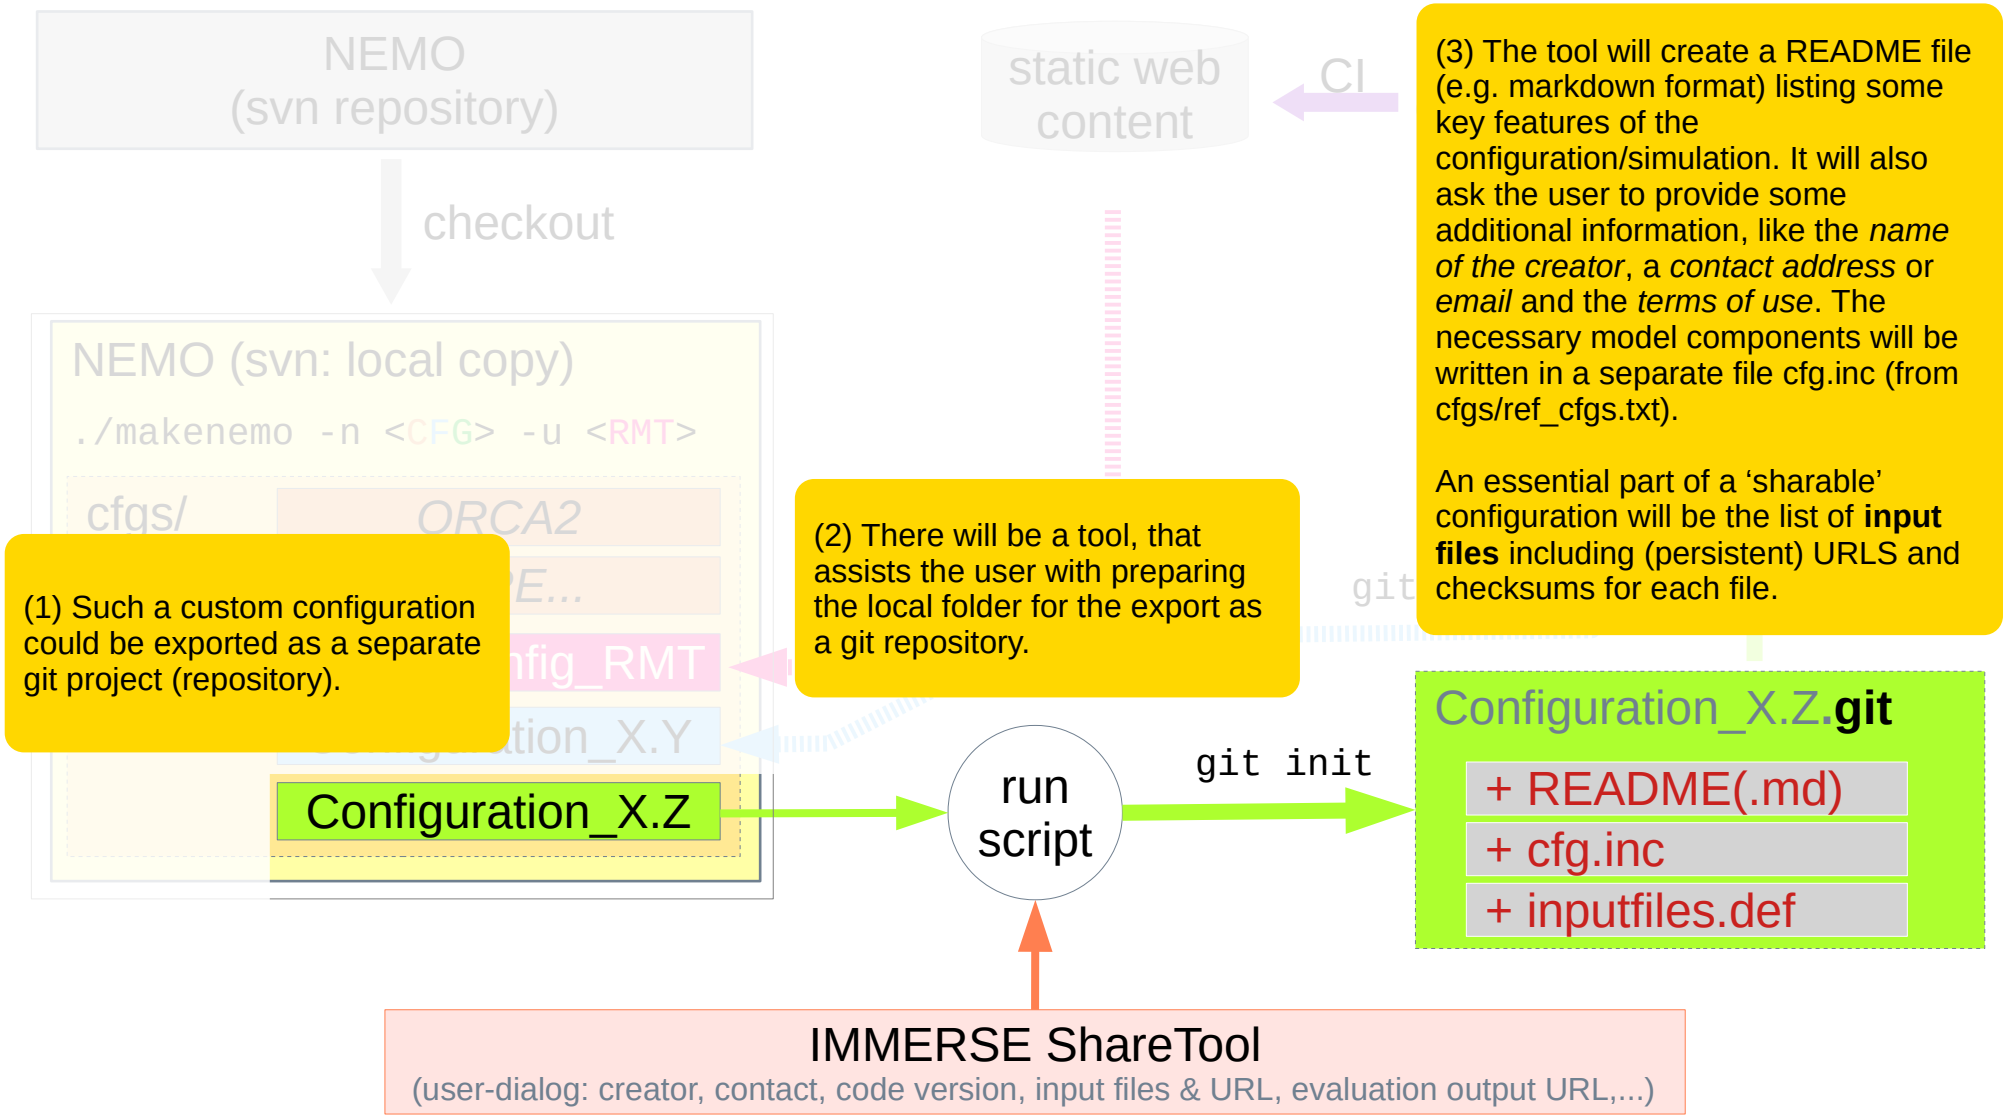 NEMO
(svn repository)
checkout
static web
content
CI
NEMO (svn: local copy)
./makenemo -n <CFG> -u <RMT>
cfgs/
ORCA2
RE...
nfig_RMT
ation_X.Y
Configuration_X.Z
(1) Such a custom configuration
could be exported as a separate
git project (repository).
(2) There will be a tool, that
assists the user with preparing
the local folder for the export as
a git repository.
(3) The tool will create a README file
(e.g. markdown format) listing some
key features of the
configuration/simulation. It will also
ask the user to provide some
additional information, like the name
of the creator, a contact address or
email and the terms of use. The
necessary model components will be
written in a separate file cfg.inc (from
cfgs/ref_cfgs.txt).
An essential part of a ‘sharable’
configuration will be the list of input
files including (persistent) URLS and
checksums for each file.
git
run
script
git init
Configuration_X.Z.git
+ README(.md)
+ cfg.inc
+ inputfiles.def
IMMERSE ShareTool
(user-dialog: creator, contact, code version, input files & URL, evaluation output URL,...)